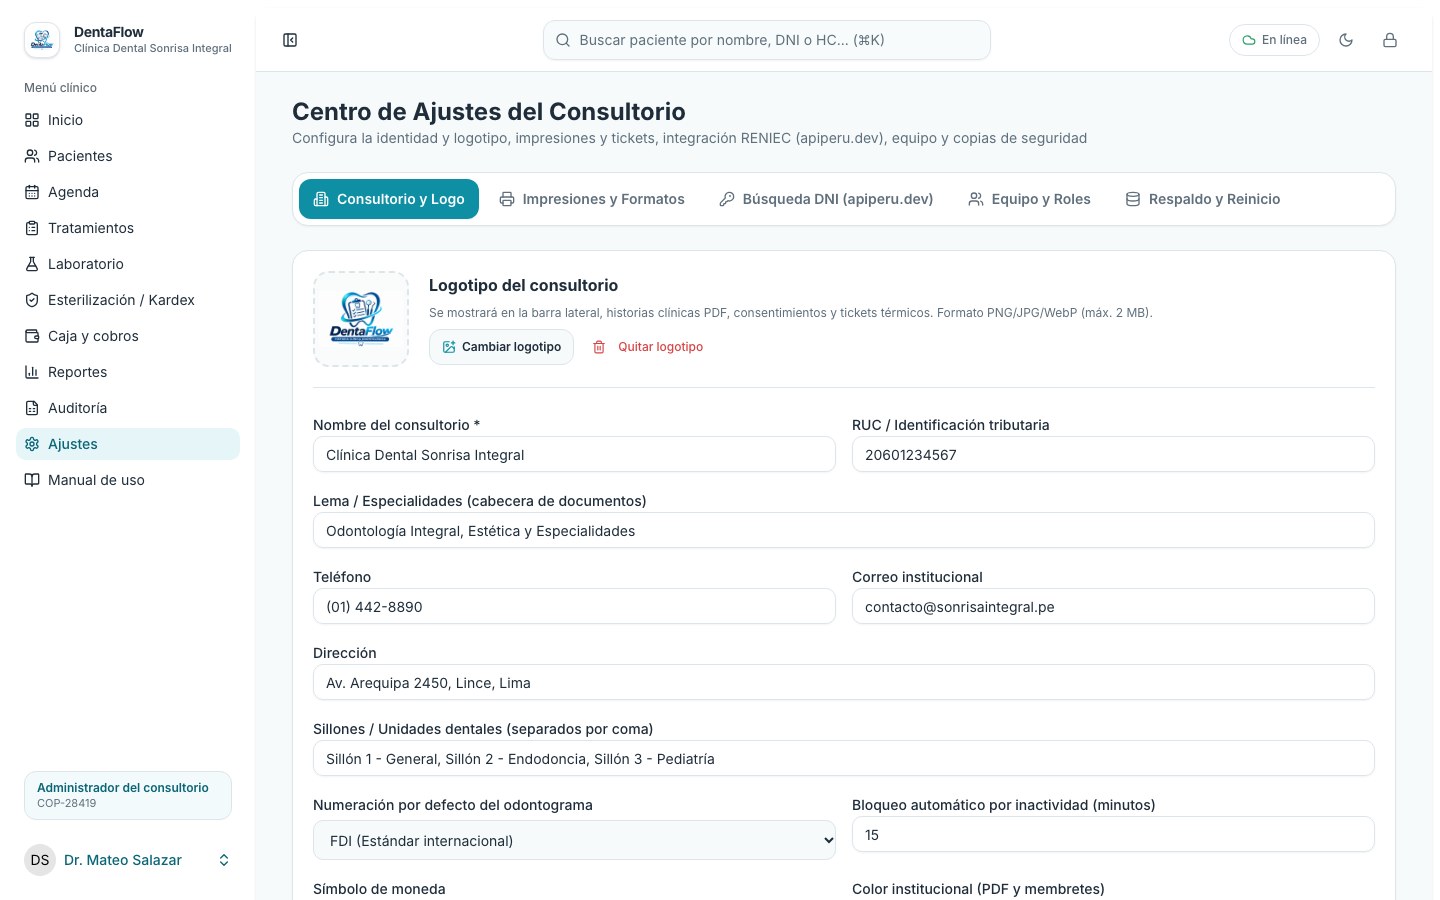 DentaFlow
Clínica Dental Sonrisa Integral
Menú clínico
Inicio
Pacientes
Agenda
Tratamientos
Laboratorio
Esterilización / Kardex
Caja y cobros
Reportes
Auditoría
Ajustes
Manual de uso
Administrador del consultorio
COP-28419
DS
Dr. Mateo Salazar
Buscar paciente por nombre, DNI o HC... (⌘K)
En línea
Centro de Ajustes del Consultorio
Configura la identidad y logotipo, impresiones y tickets, integración RENIEC (apiperu.dev), equipo y copias de seguridad
Consultorio y Logo
Impresiones y Formatos
Búsqueda DNI (apiperu.dev)
Equipo y Roles
Respaldo y Reinicio
DentaFlow
Logotipo del consultorio
Se mostrará en la barra lateral, historias clínicas PDF, consentimientos y tickets térmicos. Formato PNG/JPG/WebP (máx. 2 MB).
Cambiar logotipo
Quitar logotipo
Nombre del consultorio *
Clínica Dental Sonrisa Integral
RUC / Identificación tributaria
20601234567
Lema / Especialidades (cabecera de documentos)
Odontología Integral, Estética y Especialidades
Teléfono
(01) 442-8890
Correo institucional
contacto@sonrisaintegral.pe
Dirección
Av. Arequipa 2450, Lince, Lima
Sillones / Unidades dentales (separados por coma)
Sillón 1 - General, Sillón 2 - Endodoncia, Sillón 3 - Pediatría
Numeración por defecto del odontograma
FDI (Estándar internacional)
Bloqueo automático por inactividad (minutos)
15
Símbolo de moneda
Color institucional (PDF y membretes)